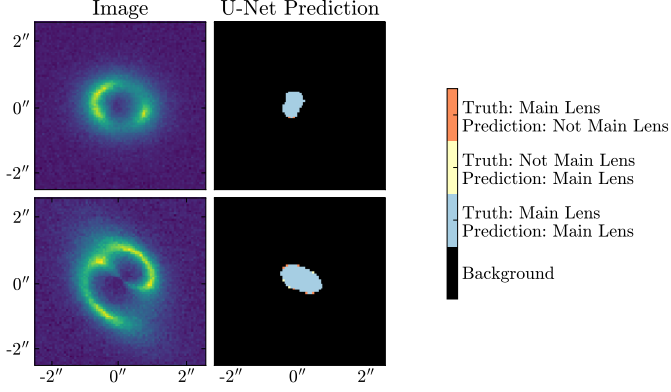 Image
U-Net Prediction
2″
0″
-2″
2″
0″
-2″
-2″
0″
2″
-2″
0″
2″
Truth: Main Lens
Prediction: Not Main Lens
Truth: Not Main Lens
Prediction: Main Lens
Truth: Main Lens
Prediction: Main Lens
Background